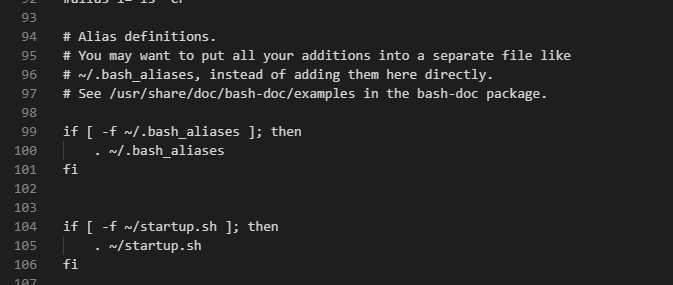 93
94 # Alias definitions.
95 # You may want to put all your additions into a separate file like
96 # ~/.bash_aliases, instead of adding them here directly.
97 # See /usr/share/doc/bash-doc/examples in the bash-doc package.
98
99 if [ -f ~/.bash_aliases ]; then
100     . ~/.bash_aliases
101 fi
102
103
104 if [ -f ~/startup.sh ]; then
105     . ~/startup.sh
106 fi
107